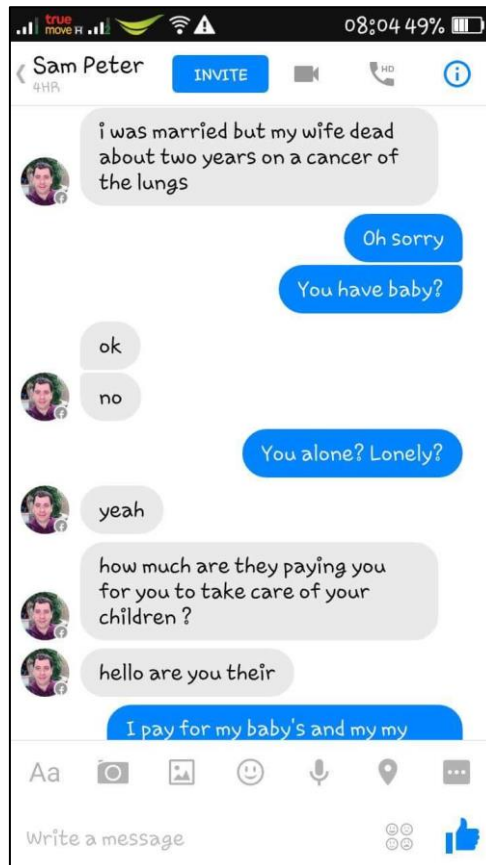 true
move H
08:04 49%
Sam Peter
4HR
INVITE
HD
i was married but my wife dead
about two years on a cancer of
the lungs
Oh sorry
You have baby?
ok
no
You alone? Lonely?
yeah
how much are they paying you
for you to take care of your
children ?
hello are you their
I pay for my baby's and my my
Aa
Write a message